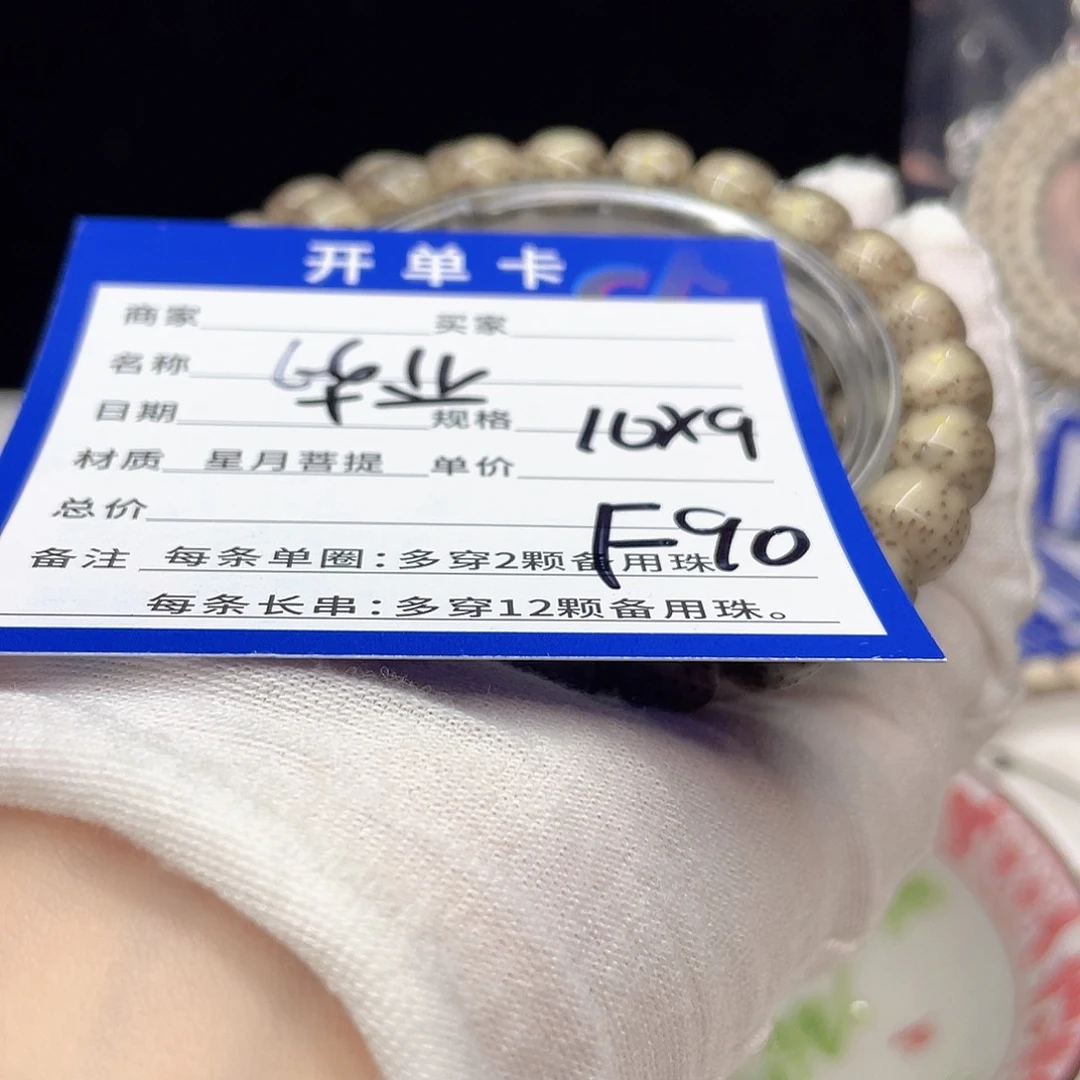 开单卡
商家 买家
名称
日期 规格 10x9
材质 星月菩提 单价
总价 F90
备注 每条单圈：多穿2颗备用珠
每条长串：多穿12颗备用珠。